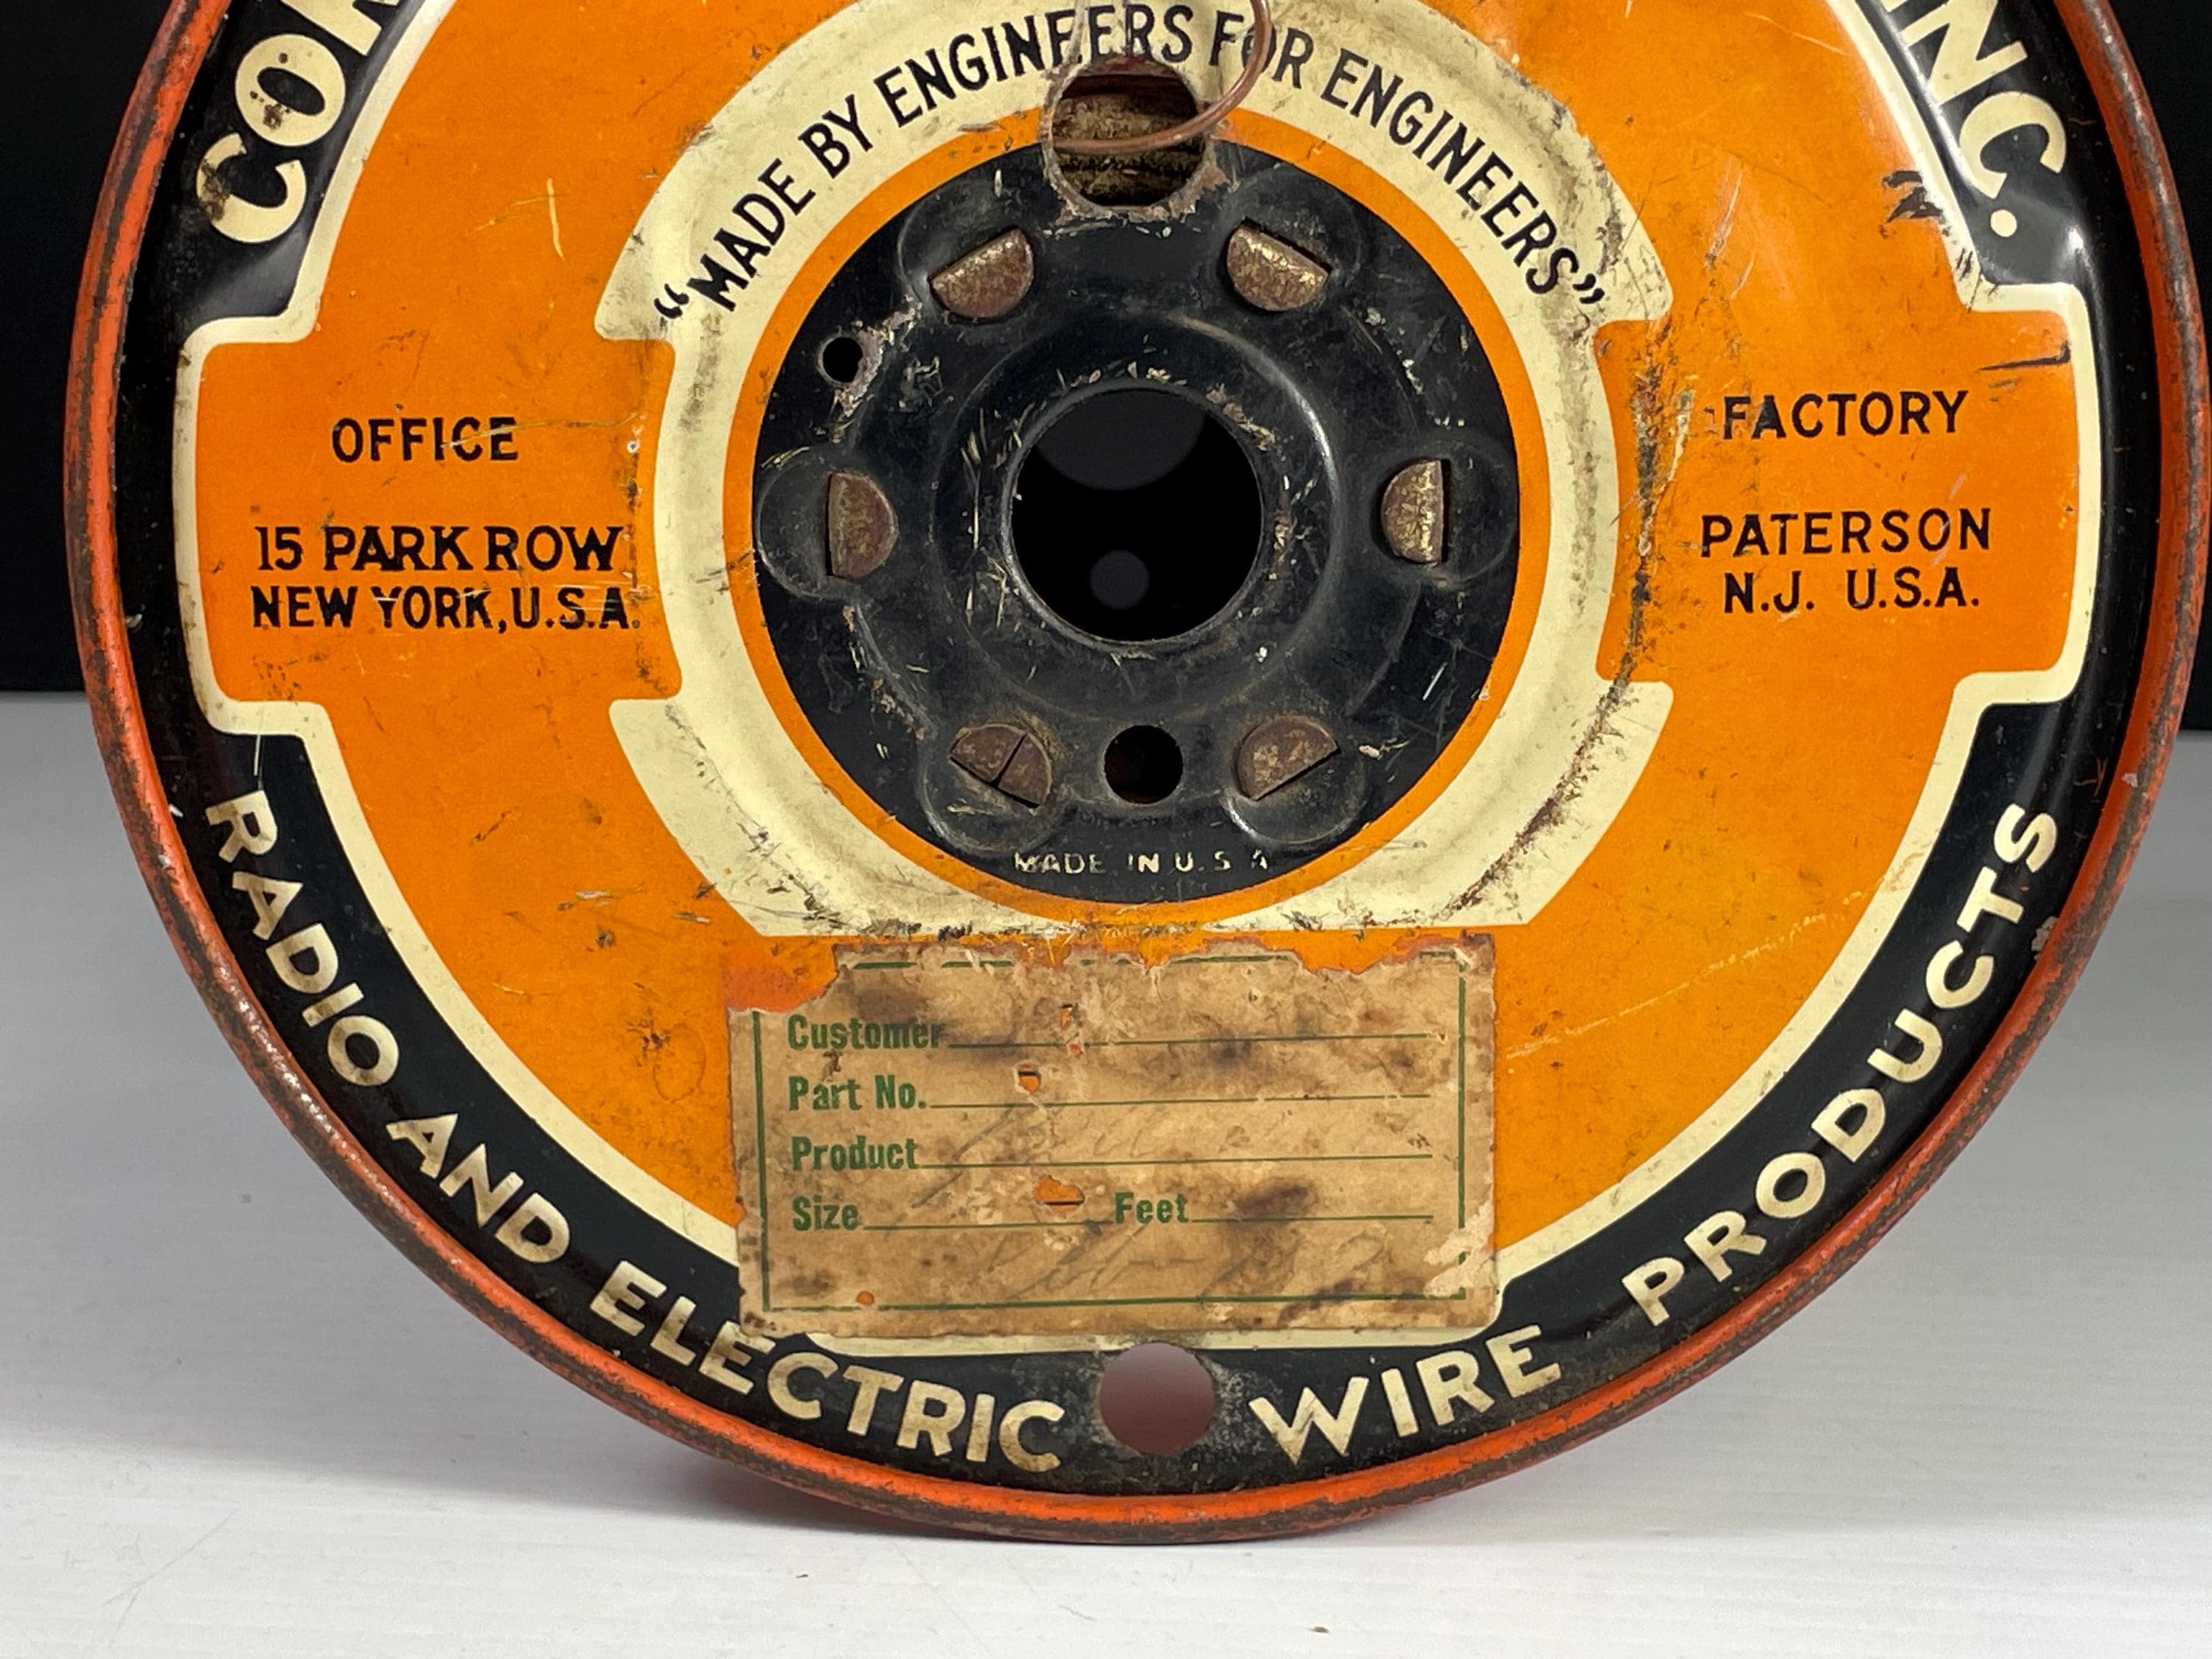 INC.
"MADE BY ENGINEERS FOR ENGINEERS"
OFFICE
15 PARK ROW
NEW YORK, U.S.A.
FACTORY
PATERSON
N.J. U.S.A.
MADE IN U.S.A
Customer
Part No.
Product
Size Feet
RADIO AND ELECTRIC WIRE PRODUCTS